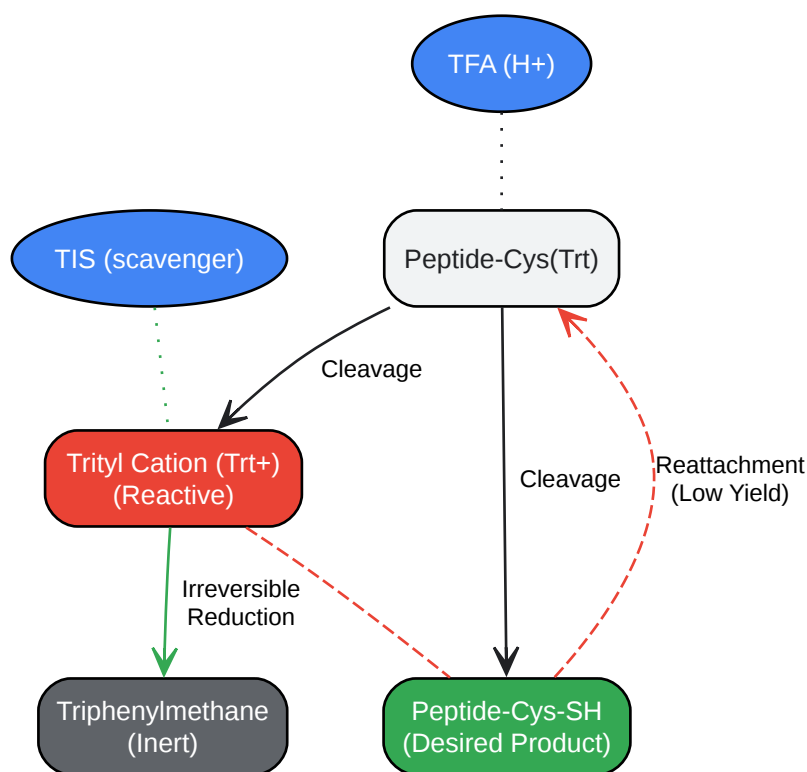 TFA (H+)
TIS (scavenger)
Peptide-Cys(Trt)
Cleavage
Trityl Cation (Trt+)
(Reactive)
Cleavage
Reattachment
(Low Yield)
Irreversible
Reduction
Triphenylmethane
(Inert)
Peptide-Cys-SH
(Desired Product)